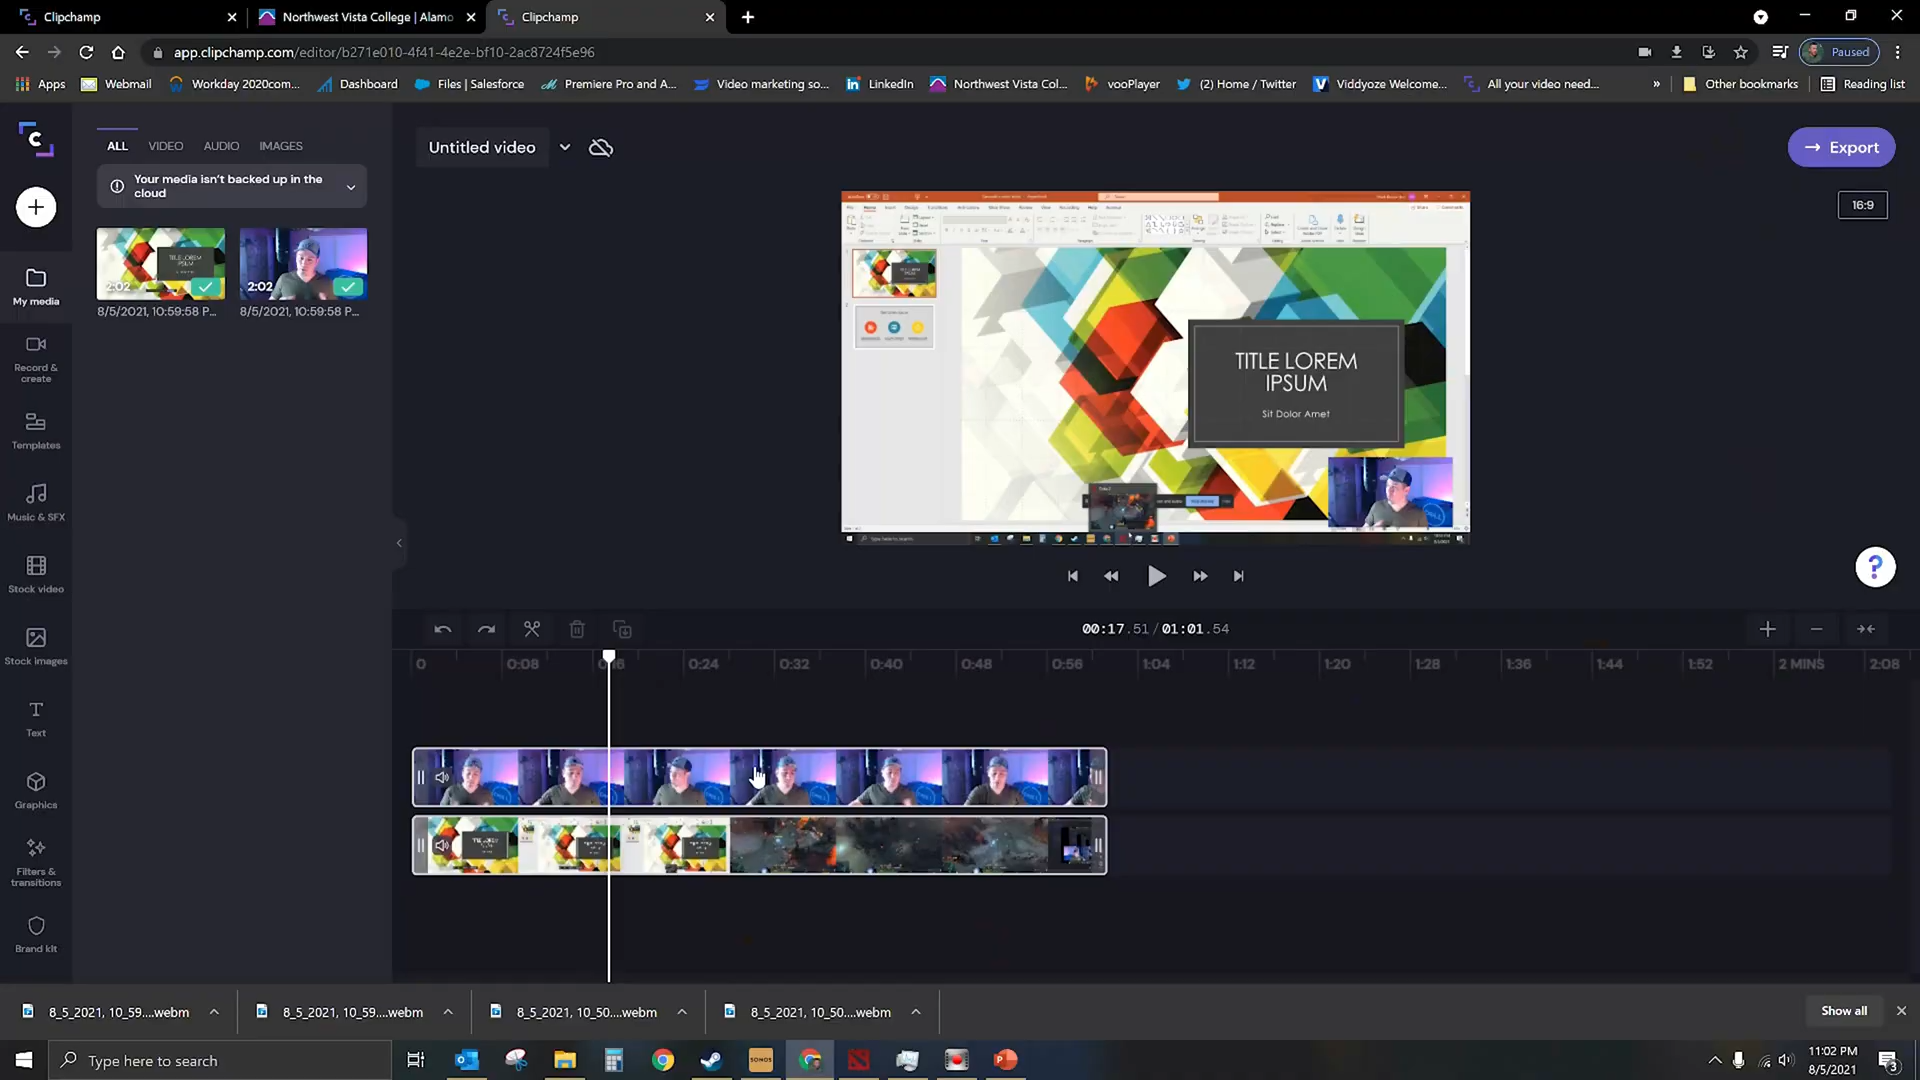 Clipchamp
Northwest Vista College | Alamo
Clipchamp
app.clipchamp.com/editor/b271e010-4f41-4e2e-bf10-2ac8724f5e96
Paused
Apps
Webmail
Workday 2020com...
Dashboard
Files | Salesforce
Premiere Pro and A...
Video marketing so...
LinkedIn
Northwest Vista Col...
vooPlayer
(2) Home / Twitter
Viddyoze Welcome...
All your video need...
»
Other bookmarks
Reading list
ALL
VIDEO
AUDIO
IMAGES
Your media isn't backed up in the
cloud
2:02
2:02
8/5/2021, 10:59:58 P...
8/5/2021, 10:59:58 P...
My media
Record &
create
Templates
Music & SFX
Stock video
Stock images
Text
Graphics
Filters &
transitions
Brand kit
Untitled video
Export
16:9
TITLE LOREM
IPSUM
Sit Dolor Amet
00:17.51 / 01:01.54
0
0:08
0:16
0:24
0:32
0:40
0:48
0:56
1:04
1:12
1:20
1:28
1:36
1:44
1:52
2 MINS
2:08
8_5_2021, 10_59....webm
8_5_2021, 10_59....webm
8_5_2021, 10_50....webm
8_5_2021, 10_50....webm
Show all
Type here to search
SONOS
11:02 PM
8/5/2021
3